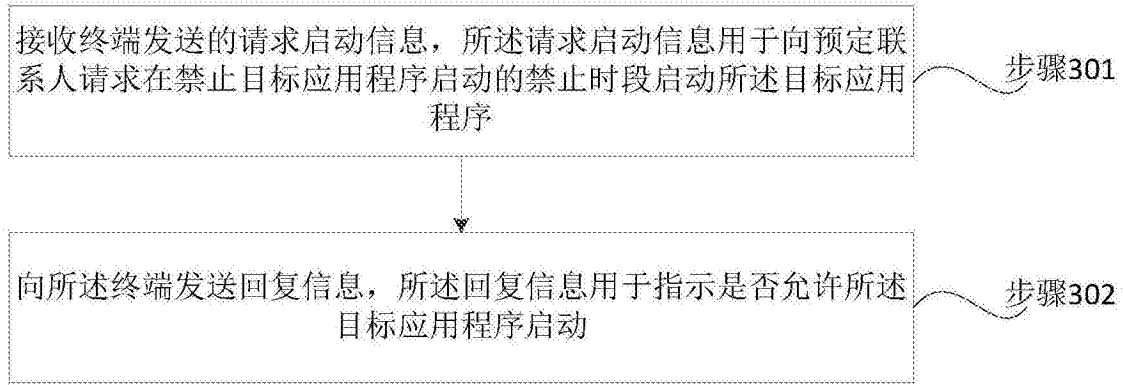 接收终端发送的请求启动信息，所述请求启动信息用于向预定联
系人请求在禁止目标应用程序启动的禁止时段启动所述目标应用
程序
步骤301
向所述终端发送回复信息，所述回复信息用于指示是否允许所述
目标应用程序启动
步骤302